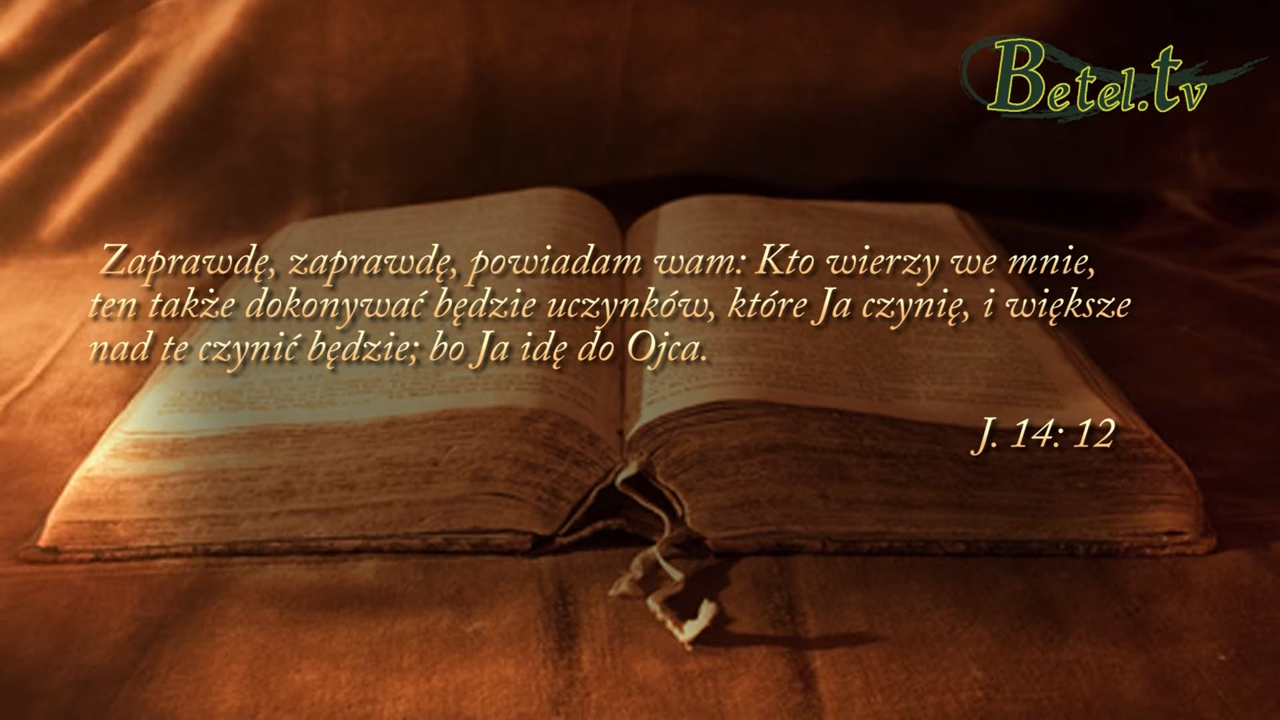 Betel.tv
Zaprawdę, zaprawdę, powiadam wam: Kto wierzy we mnie,
ten także dokonywać będzie uczynków, które Ja czynię, i większe
nad te czynić będzie; bo Ja idę do Ojca.
J. 14: 12